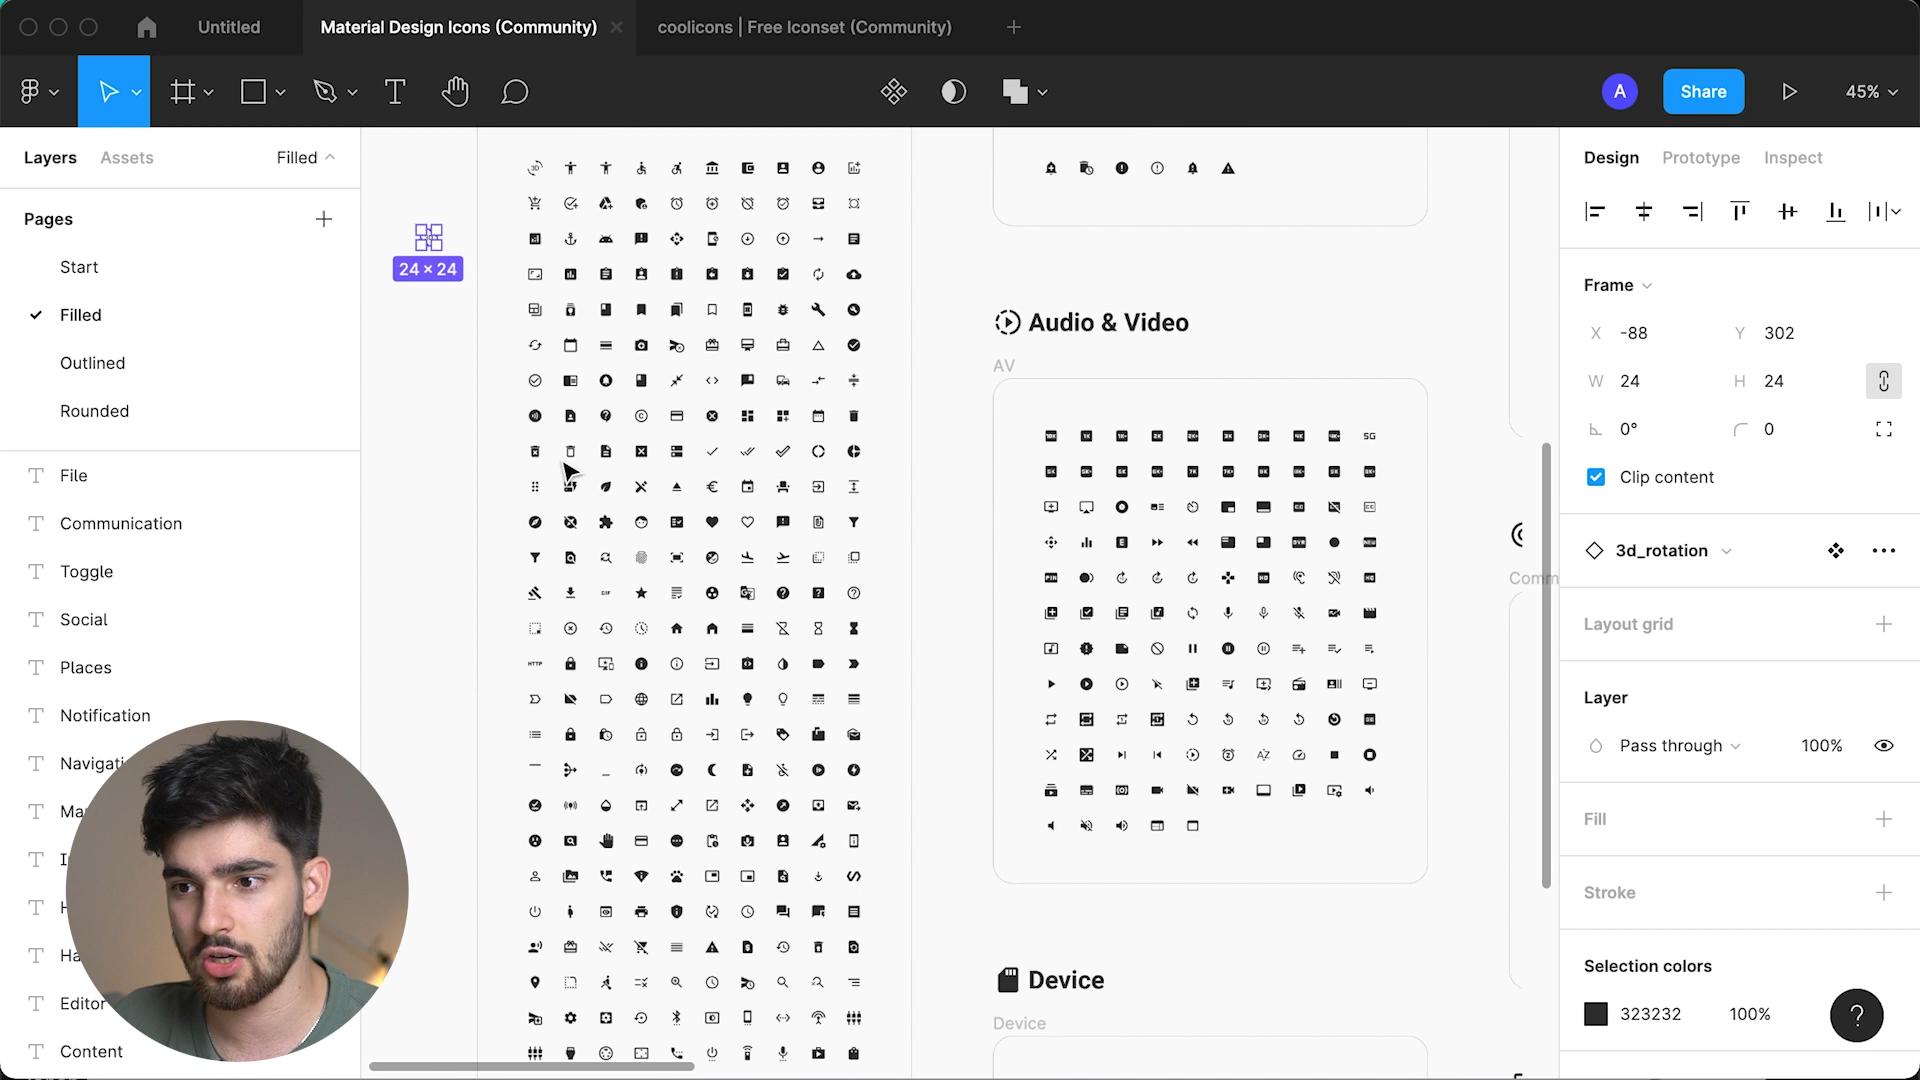 Untitled
Material Design Icons (Community)
coolicons | Free Iconset (Community)
A
Share
45%
Layers
Assets
Filled
Pages
Start
Filled
Outlined
Rounded
File
Communication
Toggle
Social
Places
Notification
Navigati
Ma
Editor
Content
24 × 24
Audio & Video
AV
5G
HTTP
GIF
Device
Device
Comm
Design
Prototype
Inspect
Frame
X -88
Y 302
W 24
H 24
0°
0
Clip content
3d_rotation
Layout grid
Layer
Pass through
100%
Fill
Stroke
Selection colors
323232
100%
?